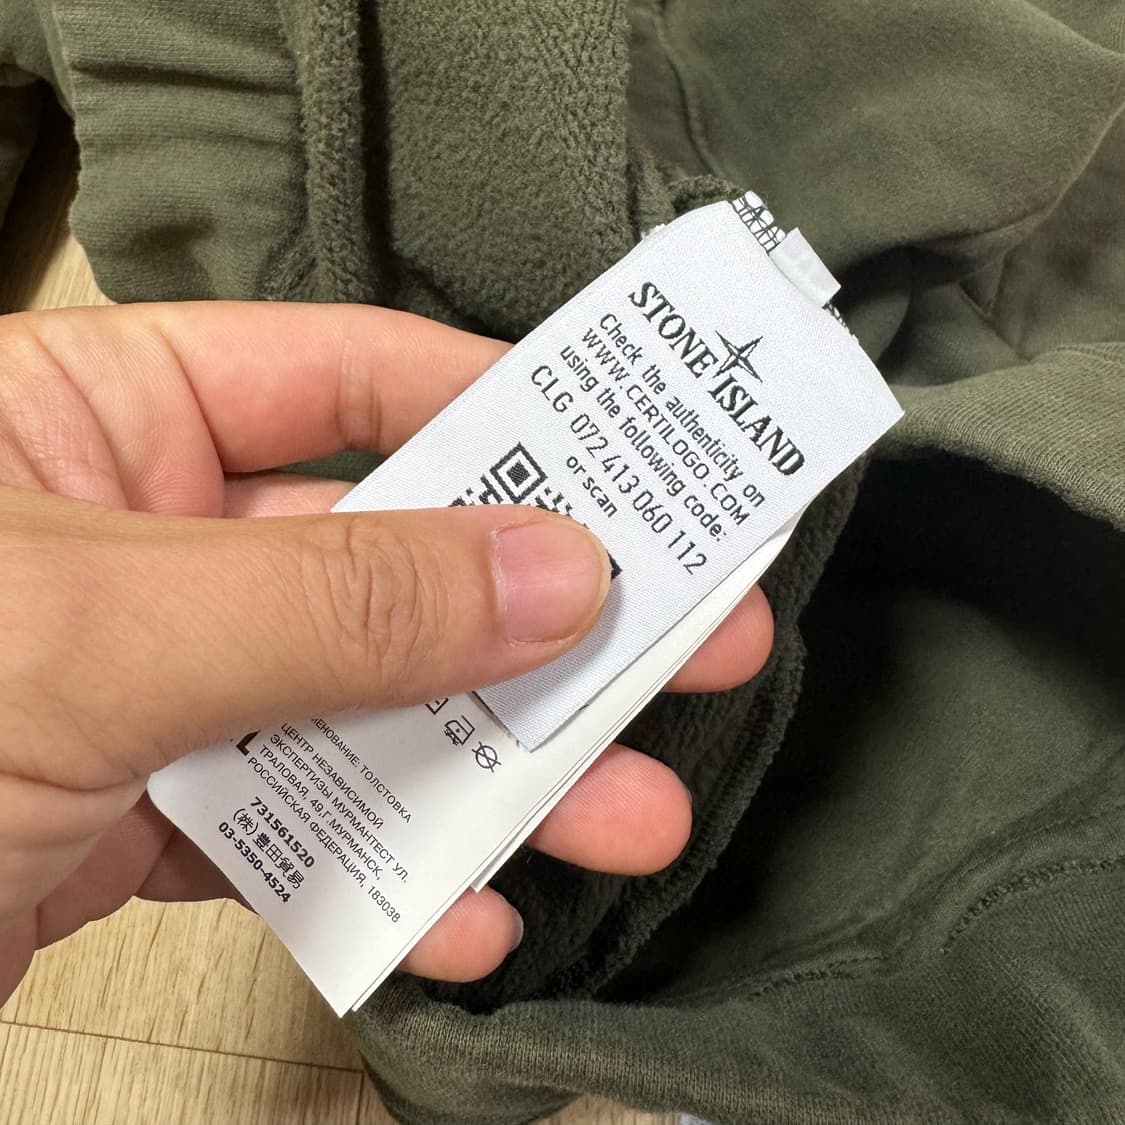 STONE ISLAND
Check the authenticity on
WWW.CERTILOGO.COM
using the following code:
CLG 072 413 060 112
or scan
ТОЛСТОВКА
ЦЕНТР НЕЗАВИСИМОЙ
ЭКСПЕРТИЗЫ МУРМАНТЕСТ УЛ.
ТРАЛОВАЯ, 49,Г.МУРМАНСК,
РОССИЙСКАЯ ФЕДЕРАЦИЯ, 183038
731561520
(株) 豊田貿易
03-5350-4524